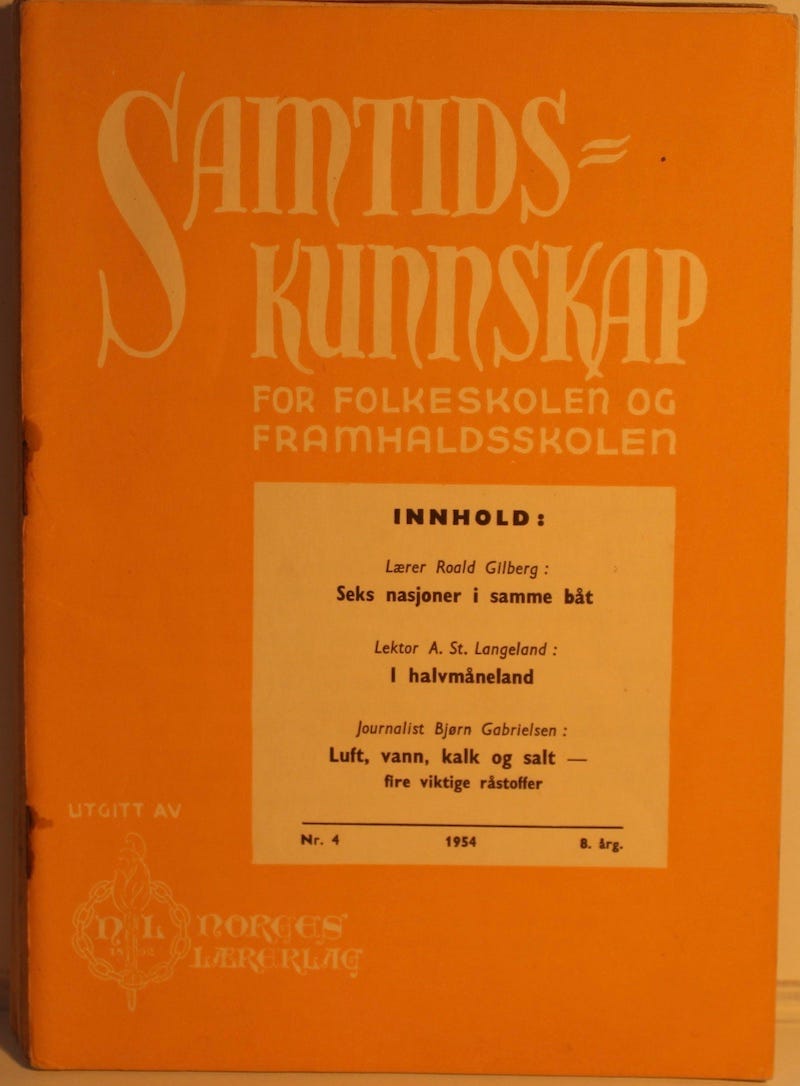 SAMTIDS=
KUNNSKAP
FOR FOLKESKOLEN OG
FRAMHALDSSKOLEN
INNHOLD:
Lærer Roald Gilberg :
Seks nasjoner i samme båt
Lektor A. St. Langeland :
I halvmåneland
Journalist Bjørn Gabrielsen :
Luft, vann, kalk og salt —
fire viktige råstoffer
Nr. 4 1954 8. årg.
UTGITT AV
N L
18 92
NORGES
LÆRERLAG